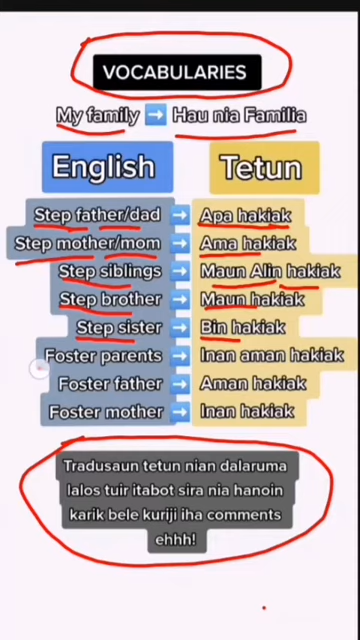 VOCABULARIES
My family ➡️ Hau nia Familia
English Tetun
Step father/dad ➡️ Apa hakiak
Step mother/mom ➡️ Ama hakiak
Step siblings ➡️ Maun Alin hakiak
Step brother ➡️ Maun hakiak
Step sister ➡️ Bin hakiak
Foster parents ➡️ Inan aman hakiak
Foster father ➡️ Aman hakiak
Foster mother ➡️ Inan hakiak
Tradusaun tetun nian dalaruma
lalos tuir itabot sira nia hanoin
karik bele kuriji iha comments
ehhh!